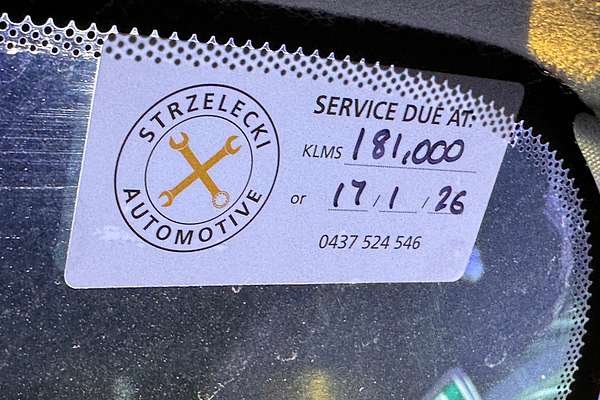 STRZELECKI
AUTOMOTIVE
SERVICE DUE AT:
KLMS 181,000
or 17 / 1 / 26
0437 524 546